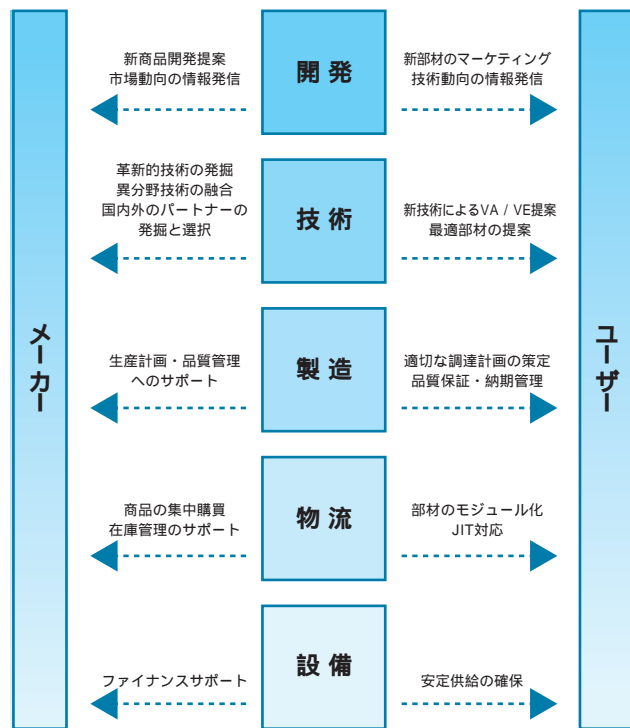 メーカー
新商品開発提案
市場動向の情報発信
開発
新部材のマーケティング
技術動向の情報発信
革新的技術の発掘
異分野技術の融合
国内外のパートナーの
発掘と選択
技術
新技術によるVA / VE提案
最適部材の提案
生産計画・品質管理
へのサポート
製造
適切な調達計画の策定
品質保証・納期管理
商品の集中購買
在庫管理のサポート
物流
部材のモジュール化
JIT対応
ファイナンスサポート
設備
安定供給の確保
ユーザー